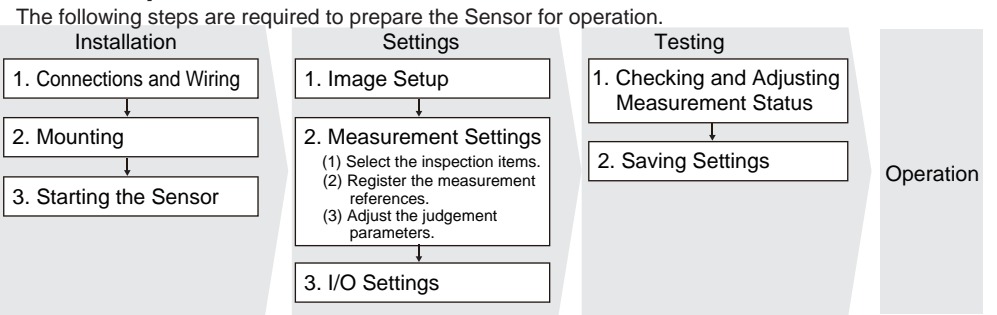 The following steps are required to prepare the Sensor for operation.
Installation
1. Connections and Wiring
2. Mounting
3. Starting the Sensor
Settings
1. Image Setup
2. Measurement Settings
(1) Select the inspection items.
(2) Register the measurement
references.
(3) Adjust the judgement
parameters.
3. I/O Settings
Testing
1. Checking and Adjusting
Measurement Status
2. Saving Settings
Operation